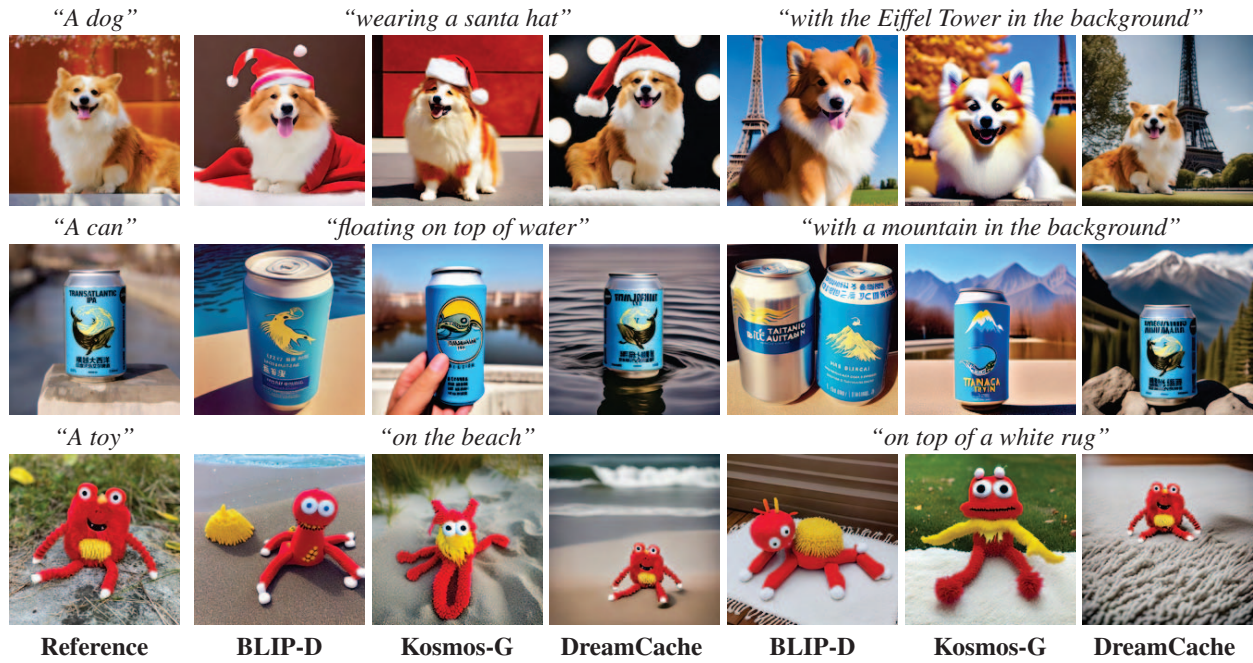 “A dog”
“wearing a santa hat”
“with the Eiffel Tower in the background”
“A can”
“floating on top of water”
“with a mountain in the background”
TRANSATLANTIC
IPA
“A toy”
“on the beach”
“on top of a white rug”
Reference
BLIP-D
Kosmos-G
DreamCache
BLIP-D
Kosmos-G
DreamCache